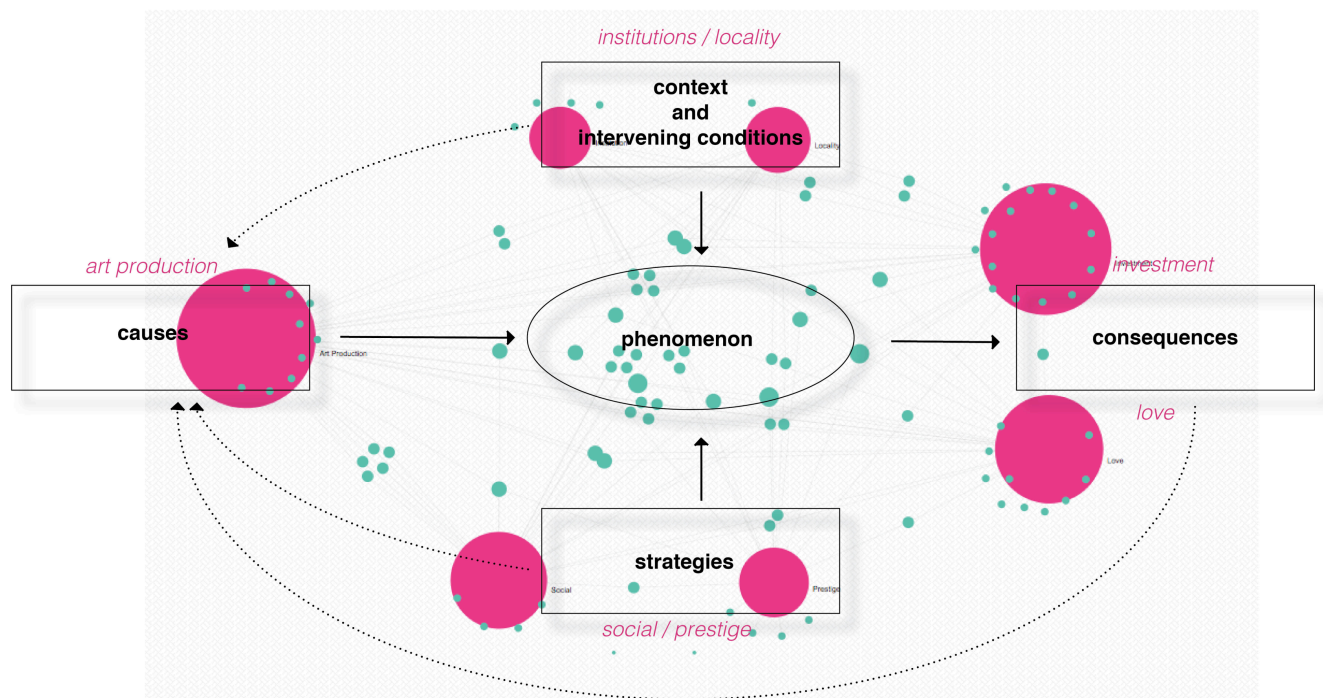 institutions / locality
context
and
intervening conditions
Locality
art production
investment
causes
phenomenon
consequences
Art Production
love
Love
strategies
Social
Prestige
social / prestige